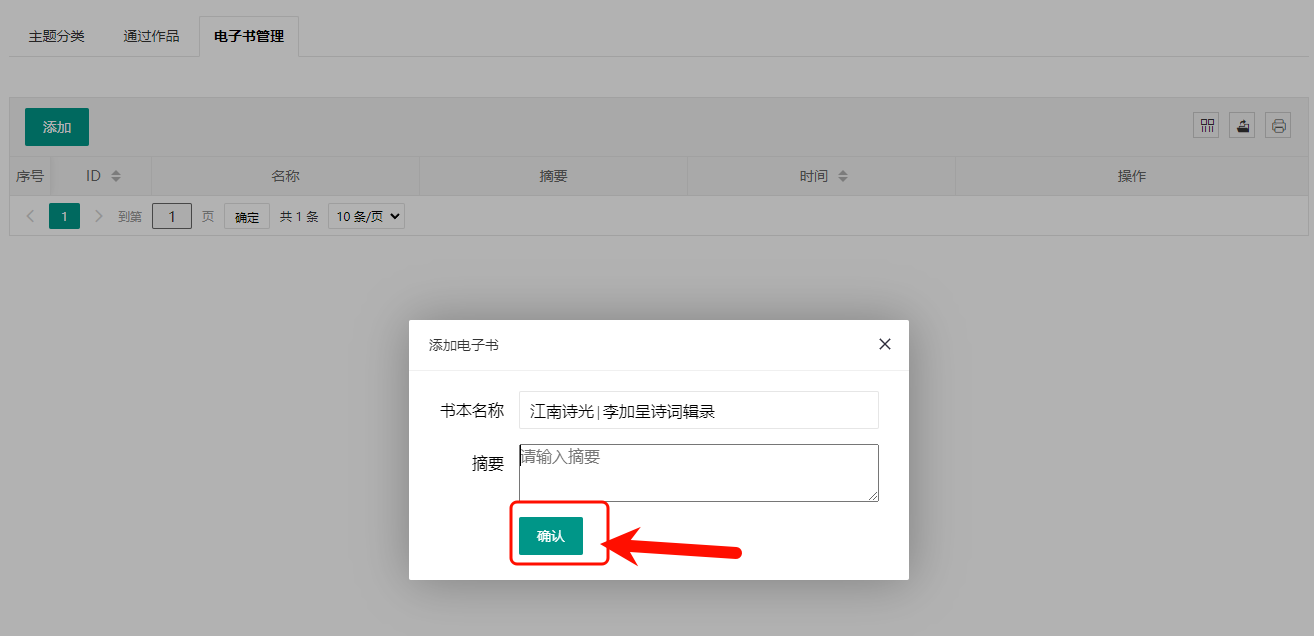 主题分类 通过作品 电子书管理
添加
序号 ID 名称 摘要 时间 操作
1 到第 1 页 确定 共 1 条 10 条/页
添加电子书
书本名称 江南诗光|李加呈诗词辑录
摘要 请输入摘要
确认